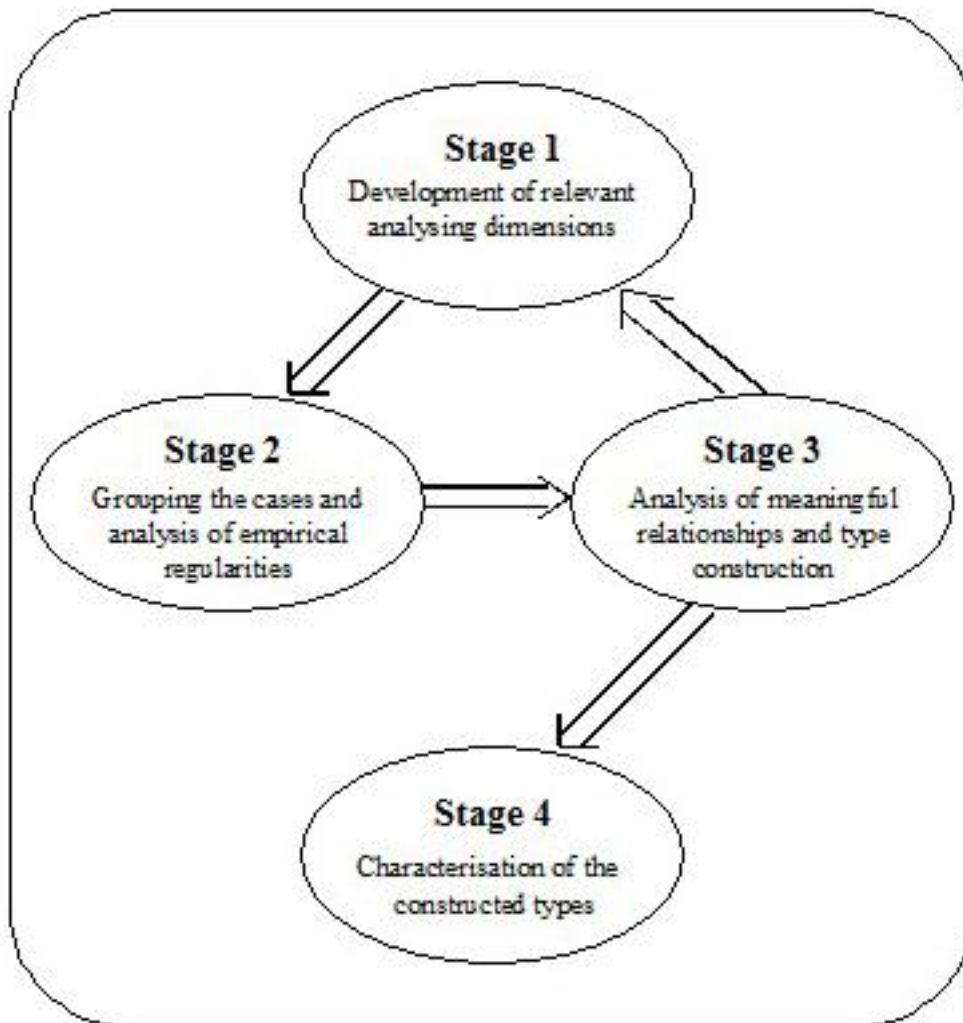 Stage 1
Development of relevant
analysing dimensions
Stage 2
Grouping the cases and
analysis of empirical
regularities
Stage 3
Analysis of meaningful
relationships and type
construction
Stage 4
Characterisation of the
constructed types